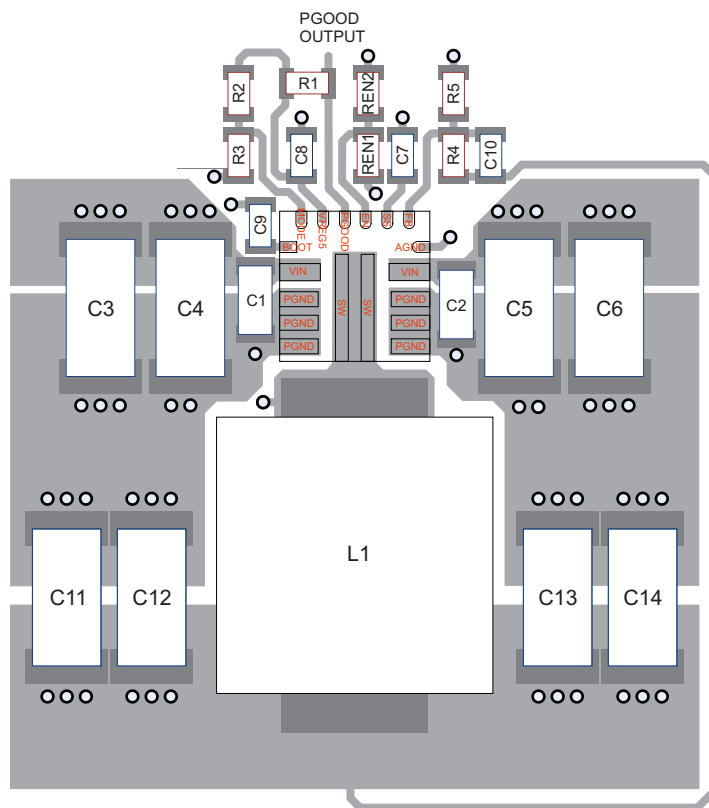 PGOOD
OUTPUT
R2
R1
REN2
R5
R3
C8
REN1
C7
R4
C10
C9
MODE
VREG5
PGOOD
EN
SS
FB
BOOT
AGND
VIN
VIN
C3
C4
C1
C2
C5
C6
PGND
SW
SW
PGND
PGND
PGND
PGND
PGND
L1
C11
C12
C13
C14